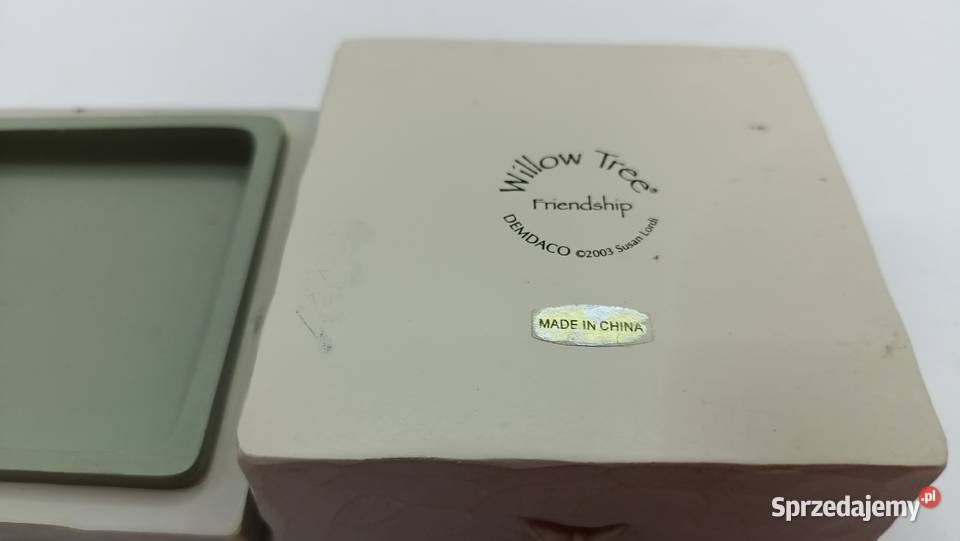 Willow Tree®
Friendship
DEMDACO ©2003 Susan Lordi
MADE IN CHINA
Sprzedajemy.pl